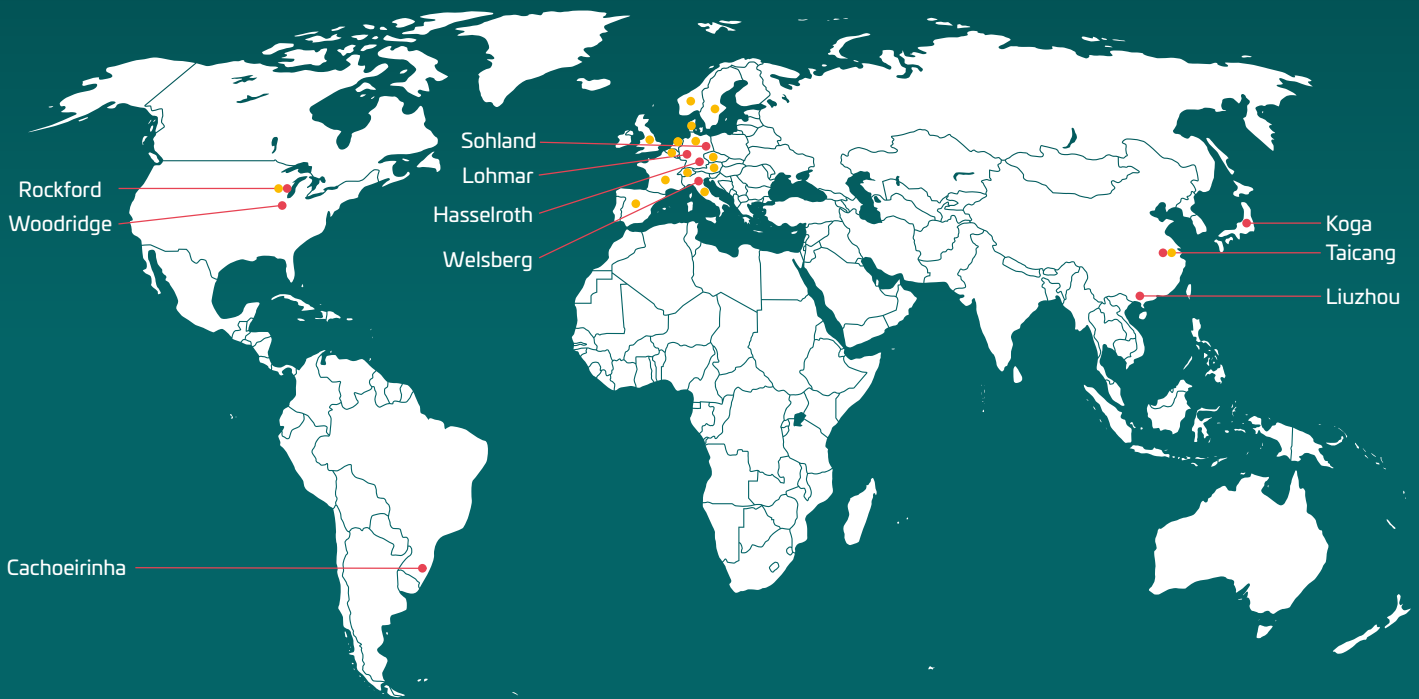 Sohland
Lohmar
Rockford
Hasselroth
Woodridge
Koga
Taicang
Welsberg
Liuzhou
Cachoeirinha